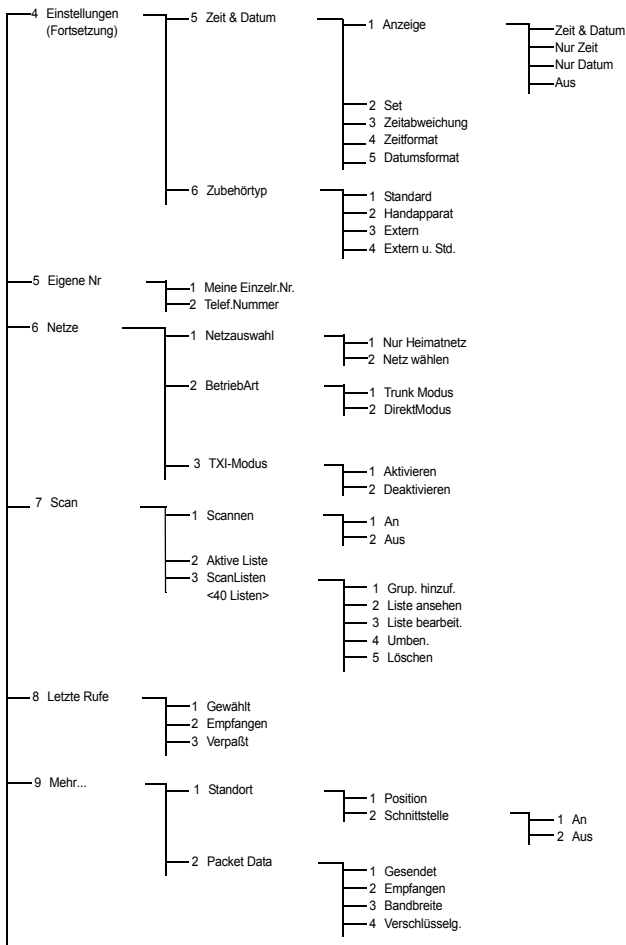 4 Einstellungen
(Fortsetzung)
5 Zeit & Datum
1 Anzeige
Zeit & Datum
Nur Zeit
Nur Datum
Aus
2 Set
3 Zeitabweichung
4 Zeitformat
5 Datumsformat
6 Zubehörtyp
1 Standard
2 Handapparat
3 Extern
4 Extern u. Std.
5 Eigene Nr
1 Meine Einzelr.Nr.
2 Telef.Nummer
6 Netze
1 Netzauswahl
1 Nur Heimatnetz
2 Netz wählen
2 BetriebArt
1 Trunk Modus
2 DirektModus
3 TXI-Modus
1 Aktivieren
2 Deaktivieren
7 Scan
1 Scannen
1 An
2 Aus
2 Aktive Liste
3 ScanListen
<40 Listen>
1 Grup. hinzuf.
2 Liste ansehen
3 Liste bearbeit.
4 Umben.
5 Löschen
8 Letzte Rufe
1 Gewählt
2 Empfangen
3 Verpaßt
9 Mehr...
1 Standort
1 Position
2 Schnittstelle
1 An
2 Aus
2 Packet Data
1 Gesendet
2 Empfangen
3 Bandbreite
4 Verschlüsselg.